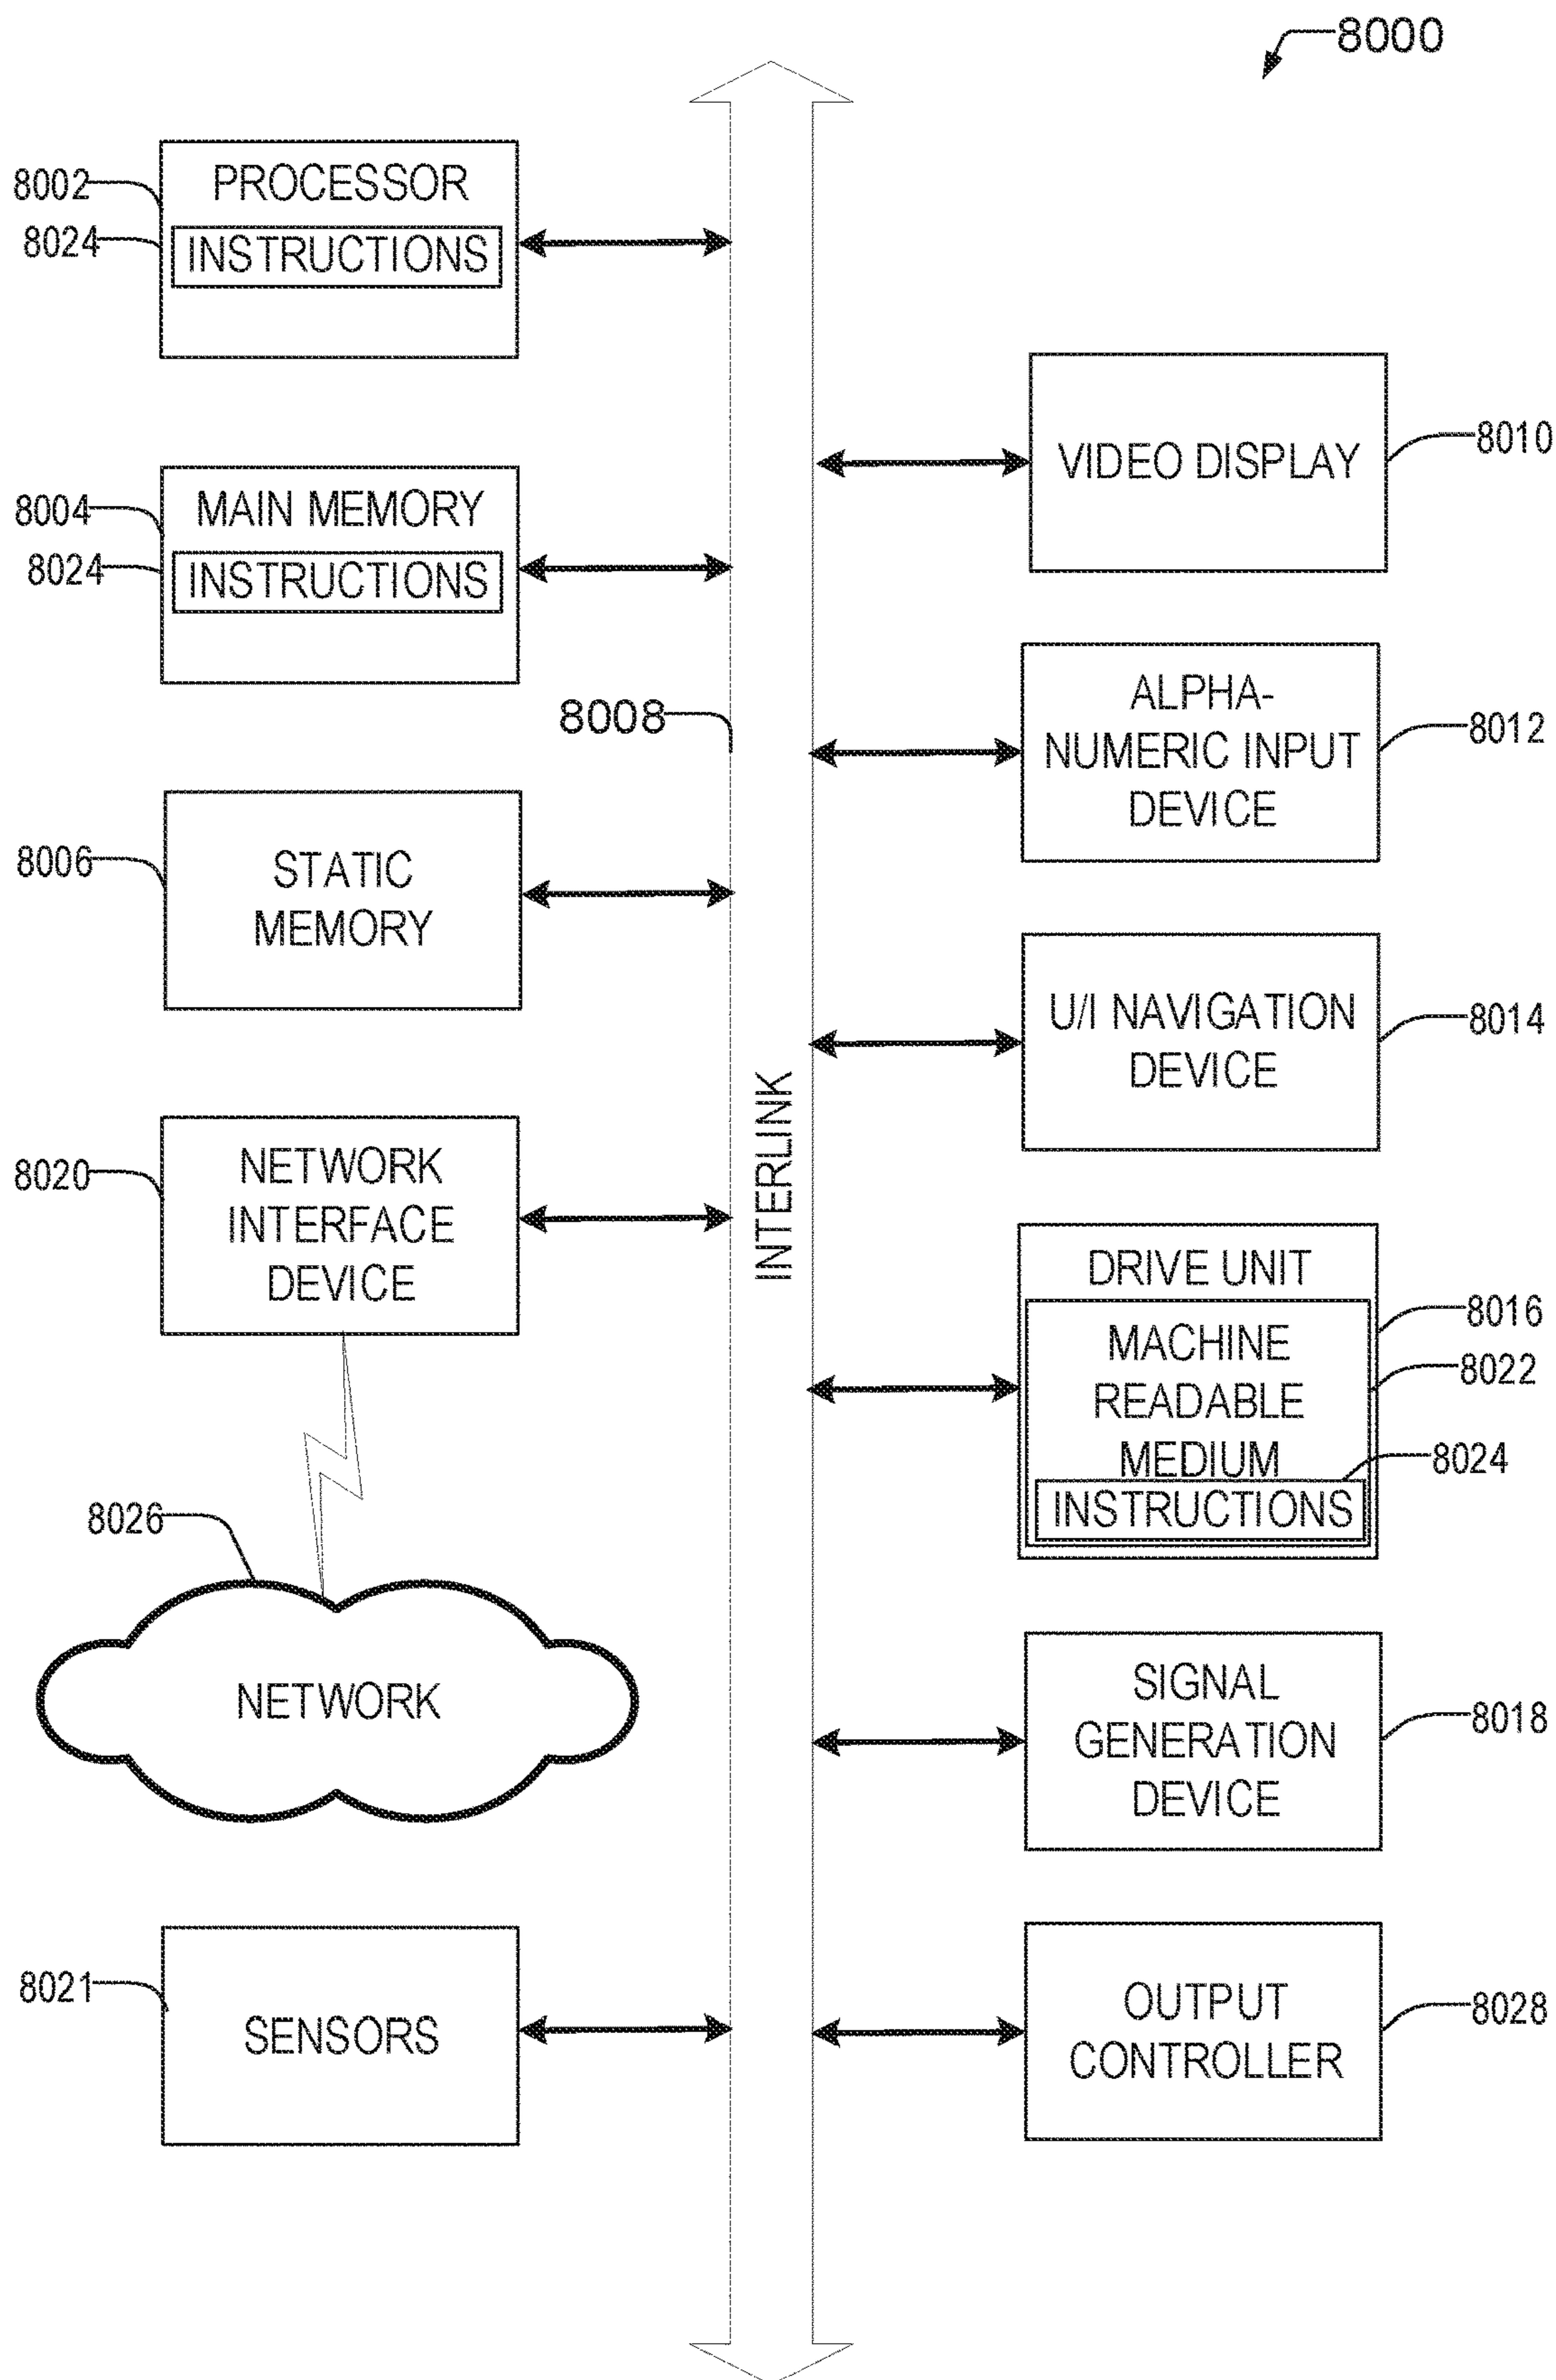 8000
8002
PROCESSOR
8024
INSTRUCTIONS
8004
MAIN MEMORY
8024
INSTRUCTIONS
8008
8006
STATIC
MEMORY
8020
NETWORK
INTERFACE
DEVICE
8026
NETWORK
8021
SENSORS
INTERLINK
VIDEO DISPLAY
8010
ALPHA-
NUMERIC INPUT
DEVICE
8012
U/I NAVIGATION
DEVICE
8014
DRIVE UNIT
8016
MACHINE
READABLE
MEDIUM
8022
8024
INSTRUCTIONS
SIGNAL
GENERATION
DEVICE
8018
OUTPUT
CONTROLLER
8028